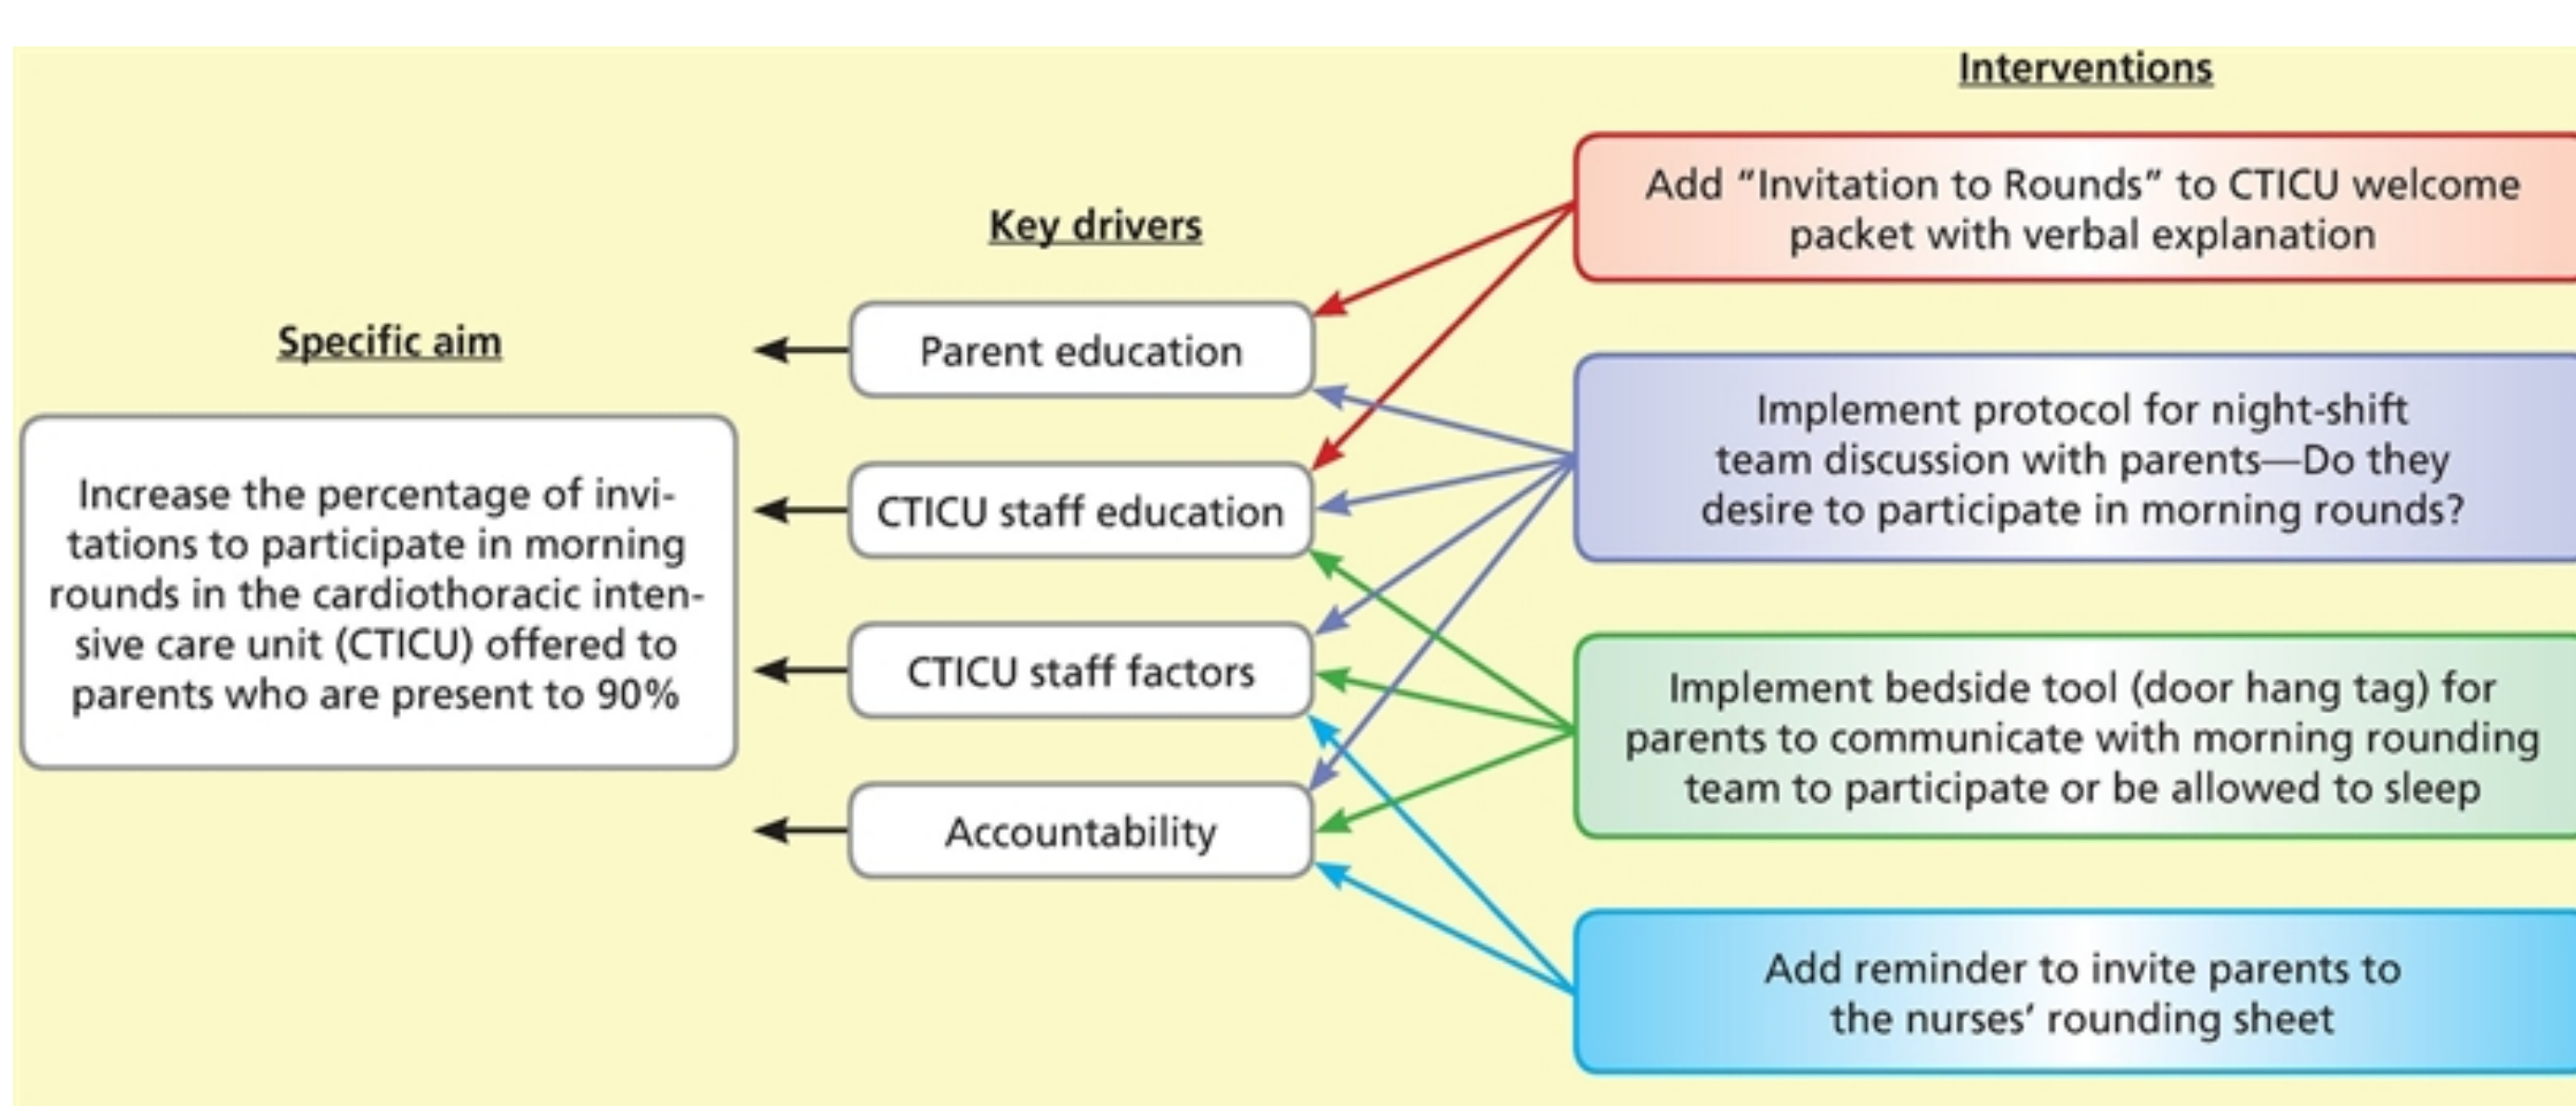 Specific aim
Increase the percentage of invi-
tations to participate in morning
rounds in the cardiothoracic inten-
sive care unit (CTICU) offered to
parents who are present to 90%
Key drivers
Parent education
CTICU staff education
CTICU staff factors
Accountability
Interventions
Add “Invitation to Rounds” to CTICU welcome
packet with verbal explanation
Implement protocol for night-shift
team discussion with parents—Do they
desire to participate in morning rounds?
Implement bedside tool (door hang tag) for
parents to communicate with morning rounding
team to participate or be allowed to sleep
Add reminder to invite parents to
the nurses’ rounding sheet